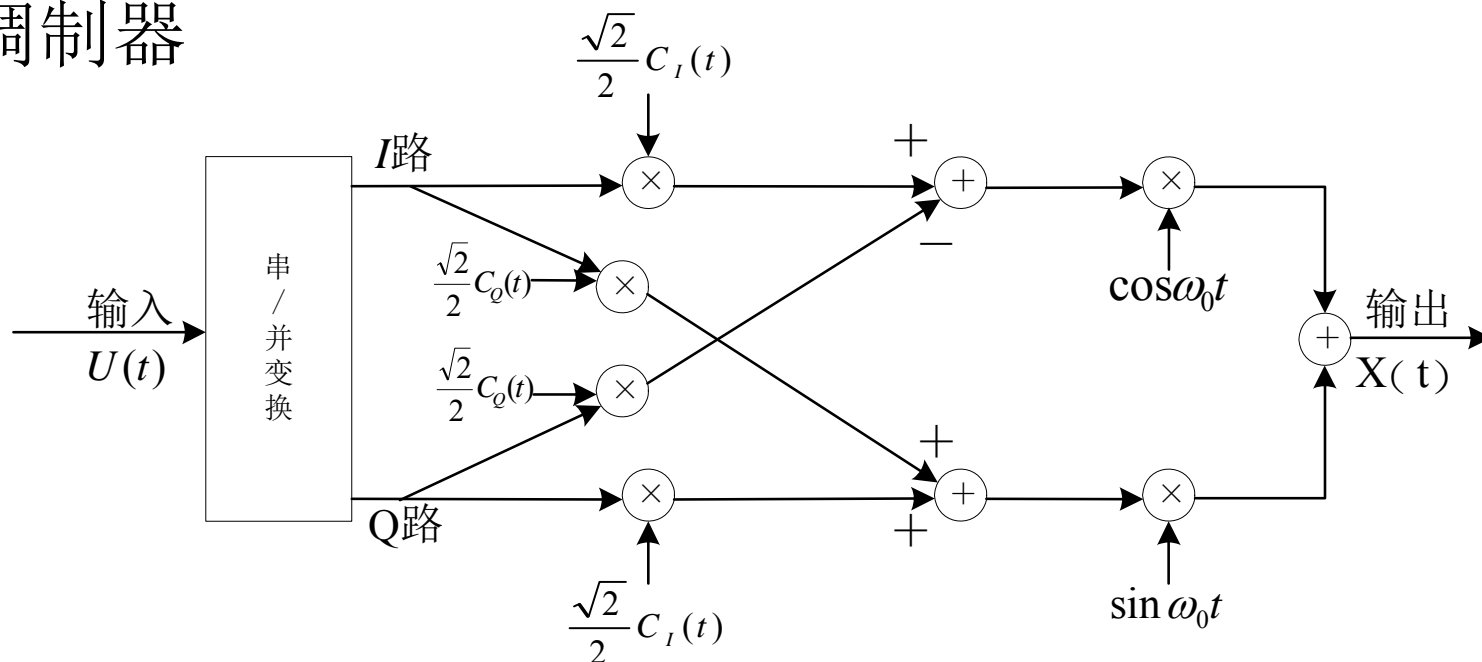 调制器
√2/2 C_I(t)
I路
+
×
+
−
×
√2/2 C_Q(t)
×
cosω₀t
串/并变换
输入
U(t)
+
输出
X(t)
√2/2 C_Q(t)
×
+
Q路
×
+
+
×
√2/2 C_I(t)
sin ω₀t